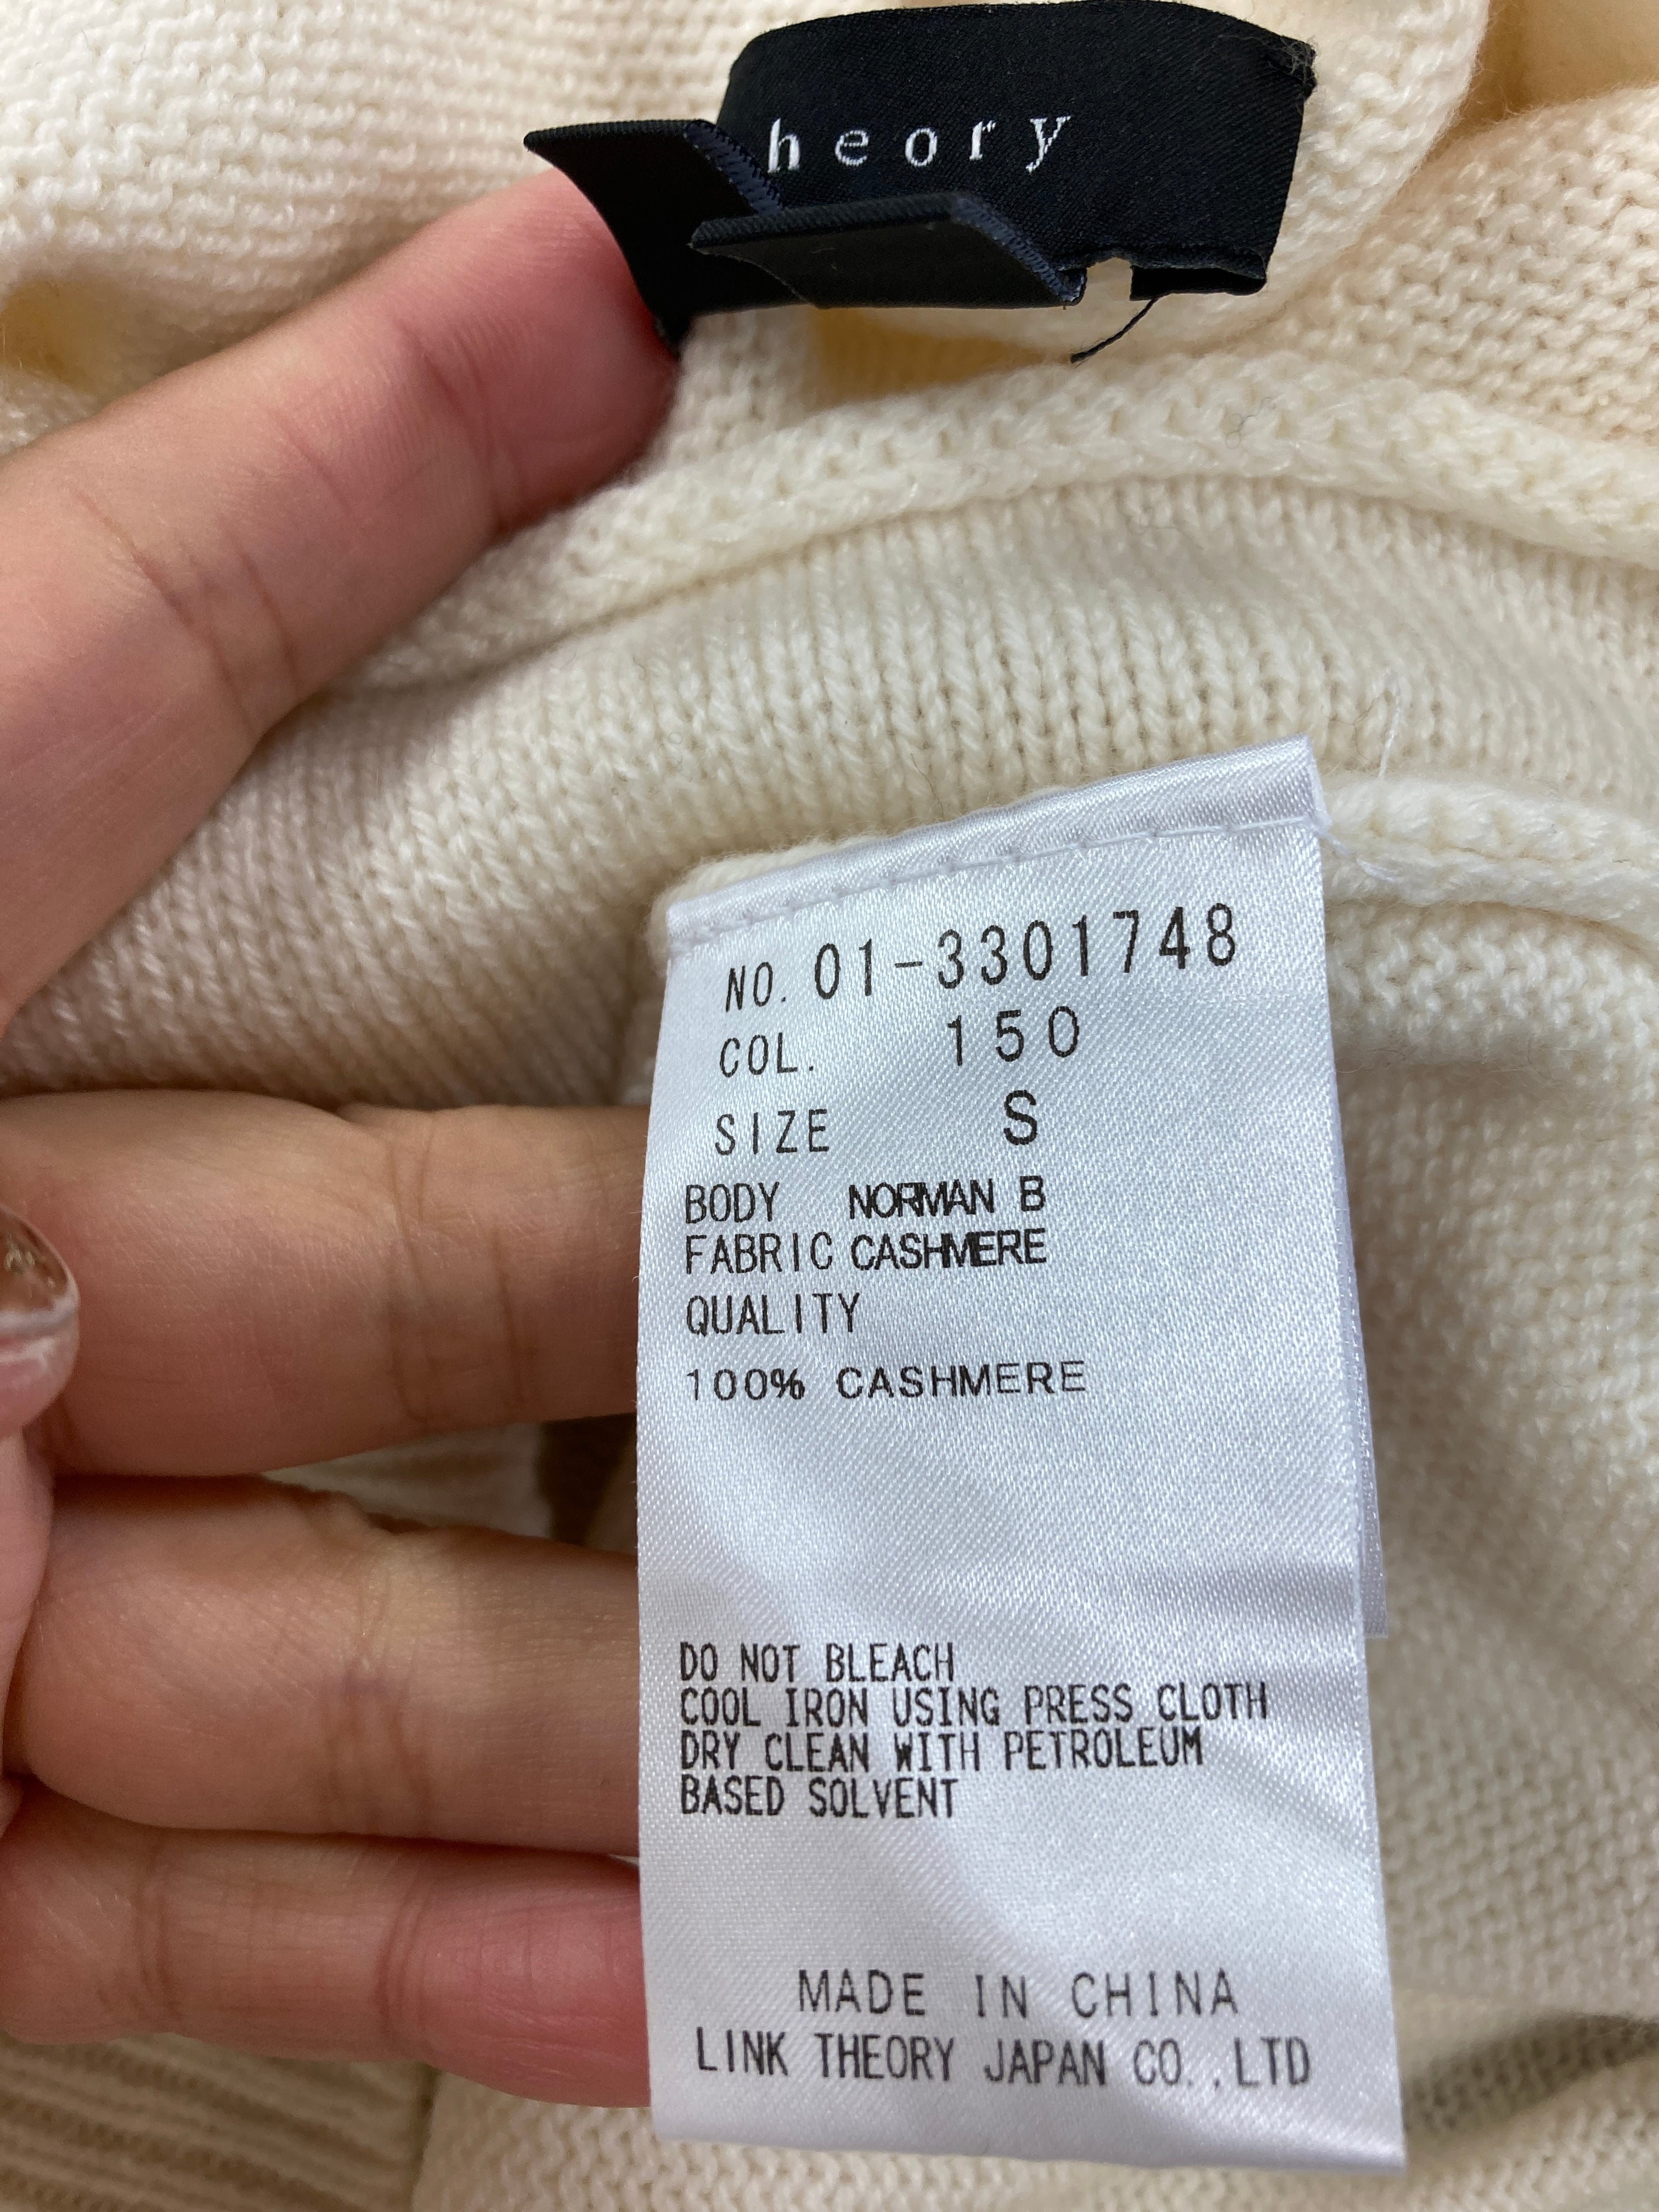 heory
NO. 01-3301748
COL. 150
SIZE S
BODY NORMAN B
FABRIC CASHMERE
QUALITY
100% CASHMERE
DO NOT BLEACH
COOL IRON USING PRESS CLOTH
DRY CLEAN WITH PETROLEUM
BASED SOLVENT
MADE IN CHINA
LINK THEORY JAPAN CO.,LTD